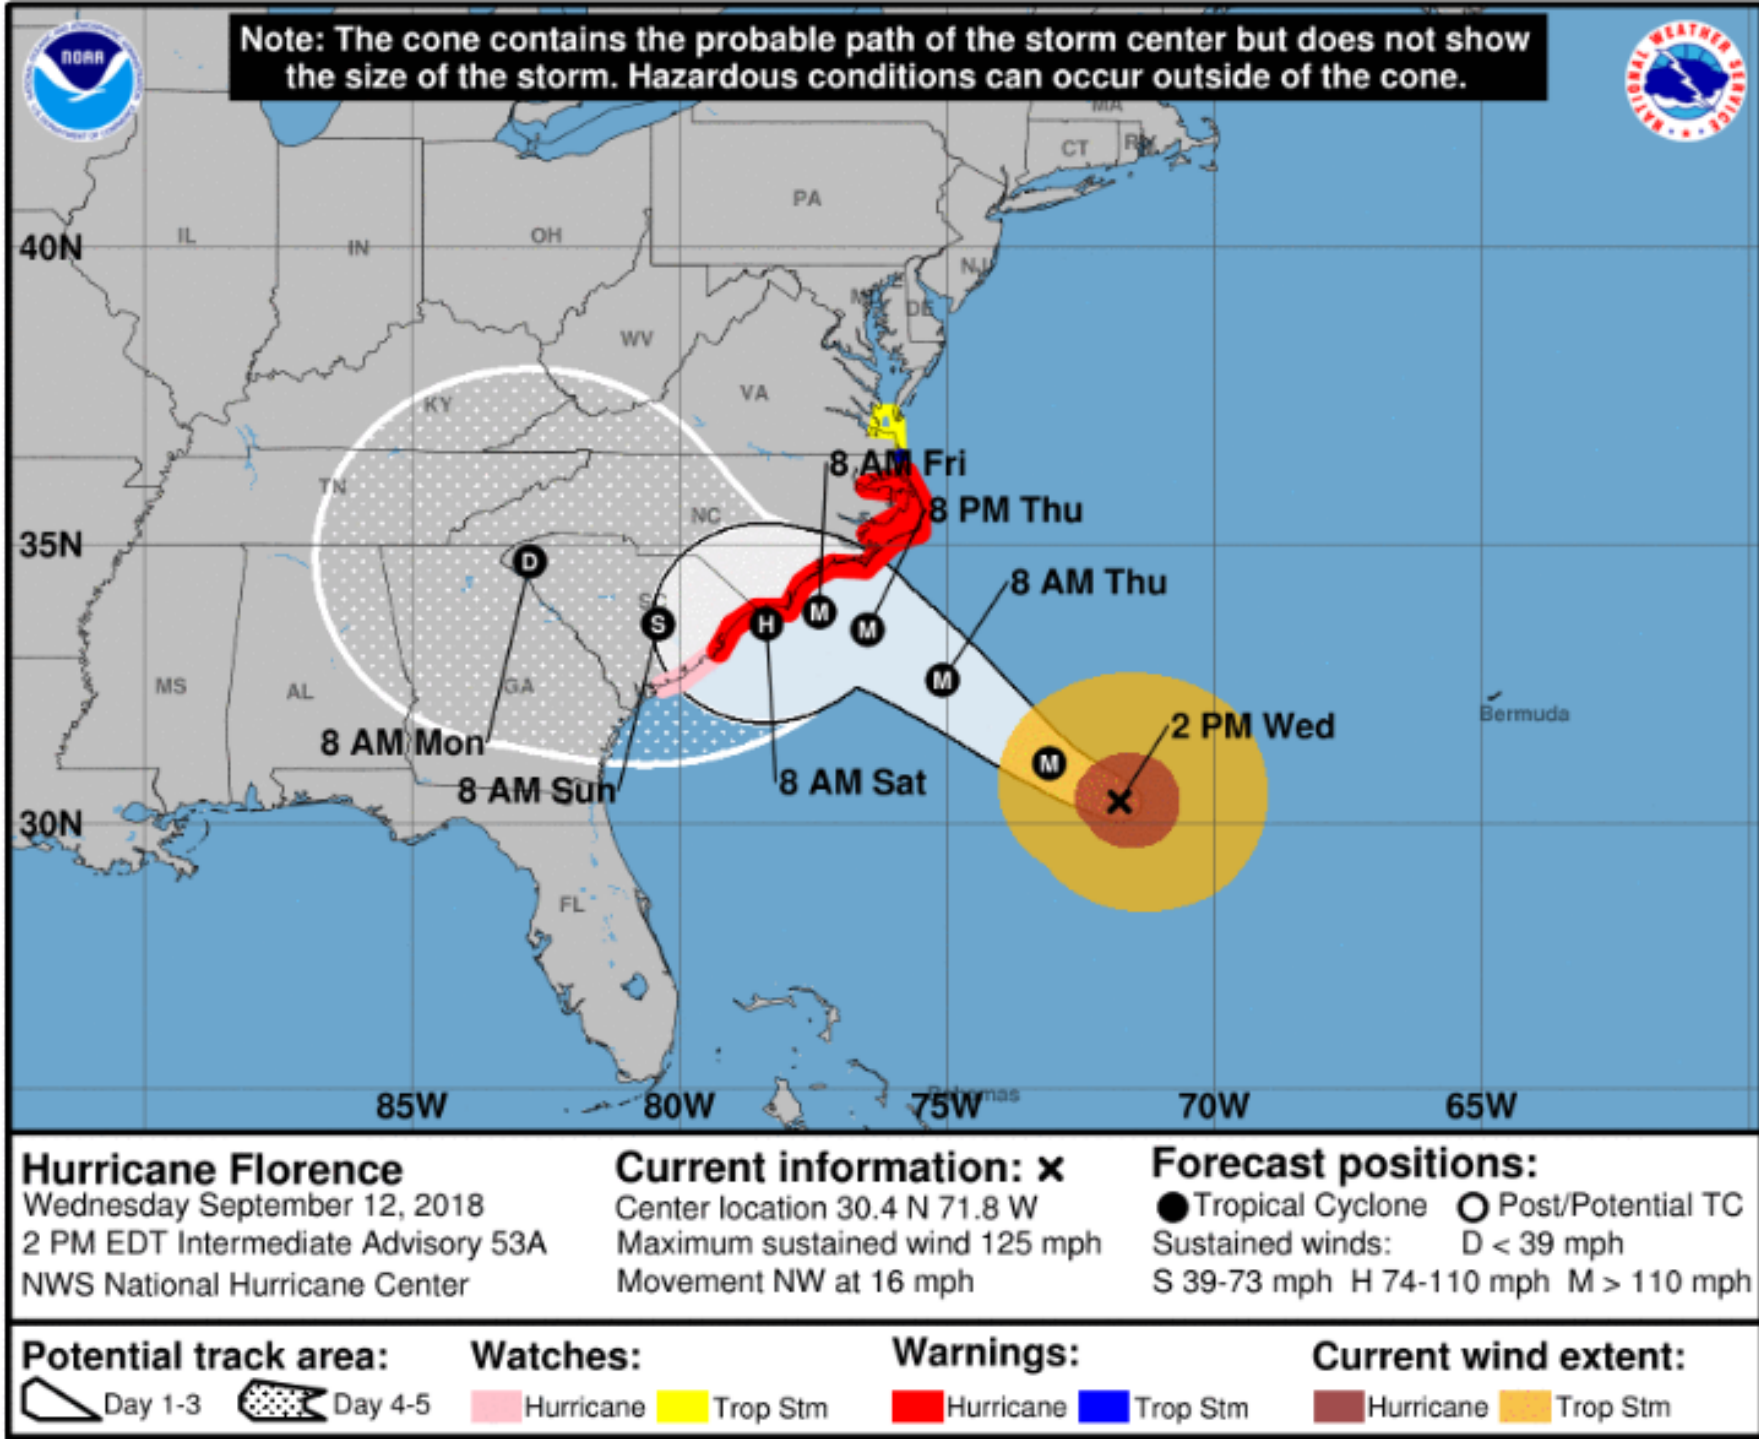 Note: The cone contains the probable path of the storm center but does not show
the size of the storm. Hazardous conditions can occur outside of the cone.
NOAA
NATIONAL WEATHER SERVICE
MA
CT
PA
IL
IN
OH
40N
NJ
DE
WV
VA
KY
8 AM Fri
TN
NC
8 PM Thu
35N
D
8 AM Thu
SC
S
H
M
M
M
MS
AL
GA
Bermuda
2 PM Wed
8 AM Mon
M
8 AM Sun
8 AM Sat
30N
FL
Bahamas
85W
80W
75W
70W
65W
Hurricane Florence
Wednesday September 12, 2018
2 PM EDT Intermediate Advisory 53A
NWS National Hurricane Center
Current information: ×
Center location 30.4 N 71.8 W
Maximum sustained wind 125 mph
Movement NW at 16 mph
Forecast positions:
Tropical Cyclone Post/Potential TC
Sustained winds: D < 39 mph
S 39-73 mph H 74-110 mph M > 110 mph
Potential track area:
Day 1-3 Day 4-5
Watches:
Hurricane Trop Stm
Warnings:
Hurricane Trop Stm
Current wind extent:
Hurricane Trop Stm